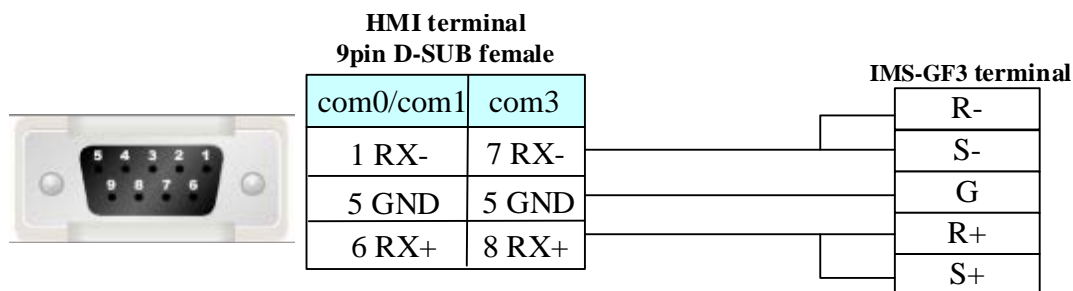 HMI terminal
9pin D-SUB female
IMS-GF3 terminal
com0/com1 com3
R-
1 RX- 7 RX-
S-
5 GND 5 GND
G
6 RX+ 8 RX+
R+
S+
5 4 3 2 1
9 8 7 6